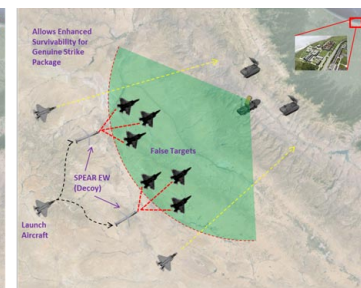 Allows Enhanced
Survivability for
Genuine Strike
Package
False Targets
SPEAR EW
(Decoy)
Launch
Aircraft